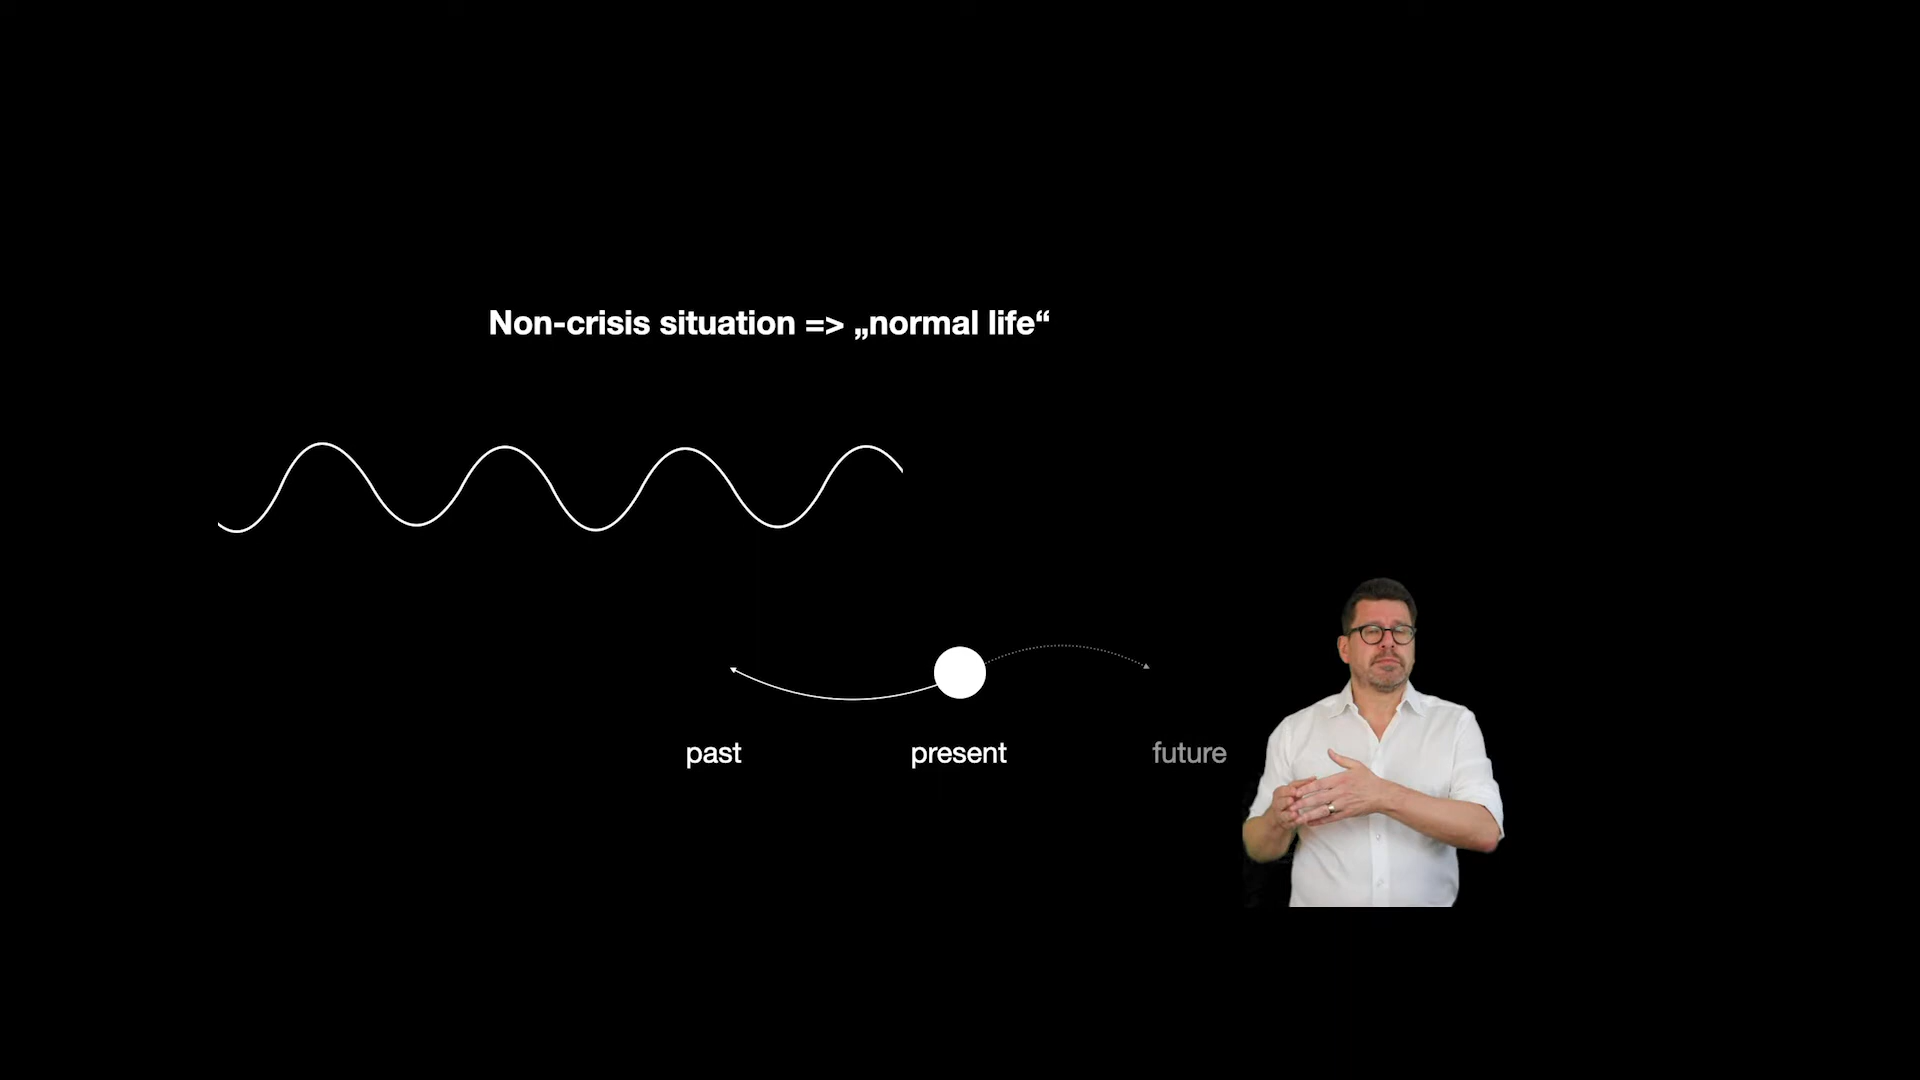 Non-crisis situation => „normal life“
past
present
future